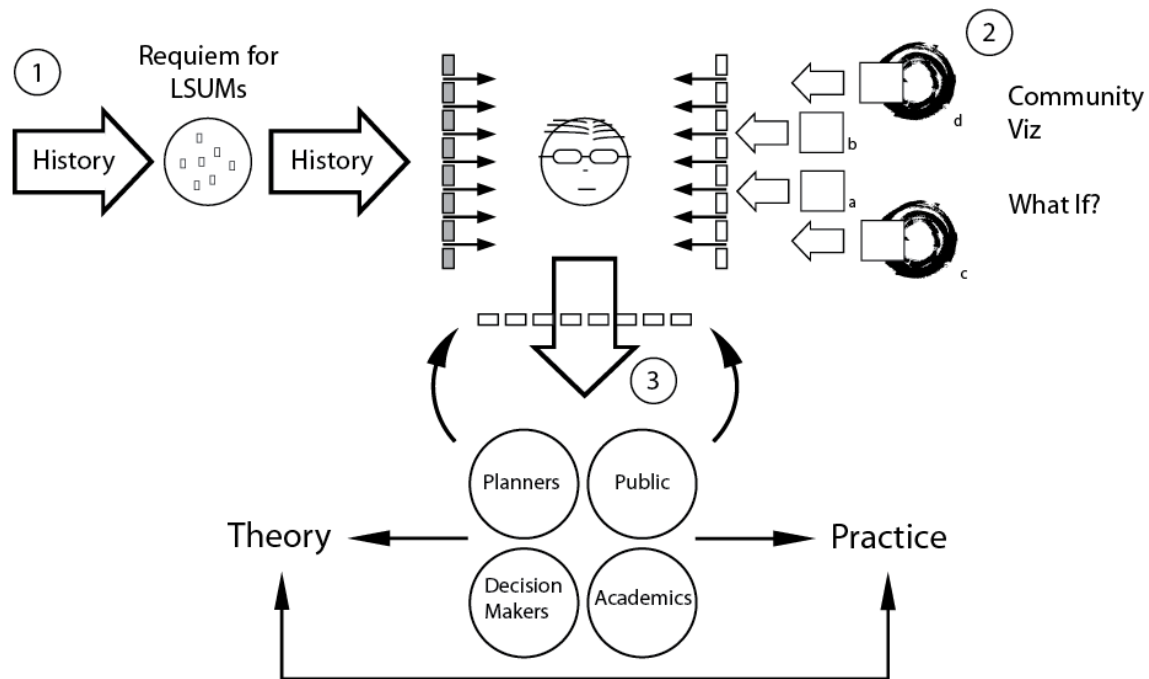 1
Requiem for
LSUMs
History
History
2
Community
Viz
What If?
d
b
a
c
3
Planners
Public
Theory
Practice
Decision
Makers
Academics